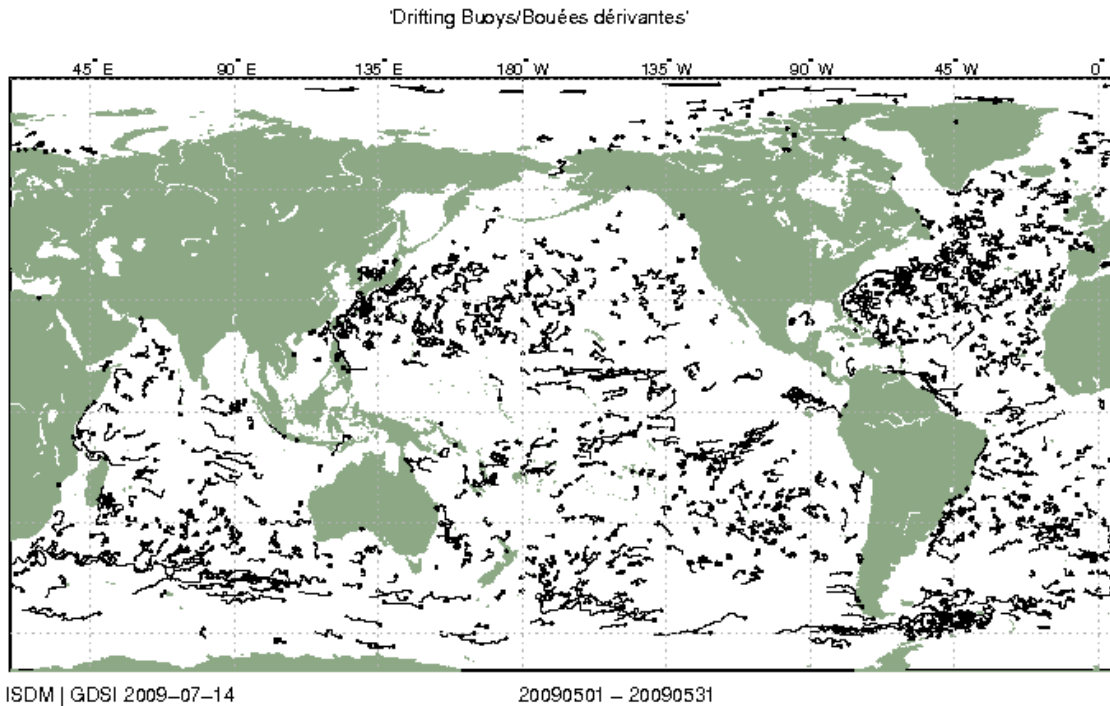 'Drifting Buoys/Bouées dérivantes'
45° E 90° E 135° E 180° W 135° W 90° W 45° W 0°
ISDM | GDSI 2009-07-14 20090501 - 20090531